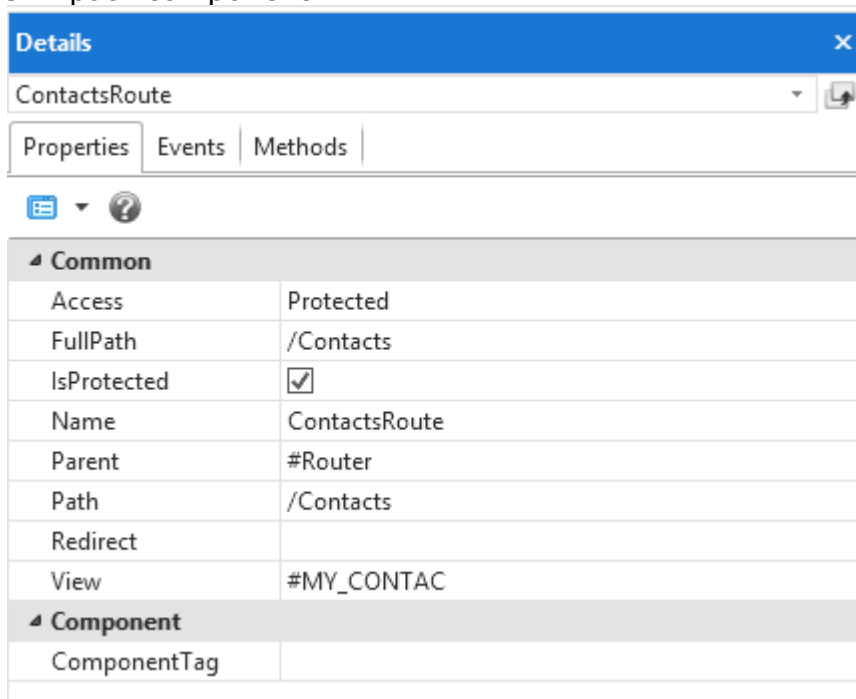 Details
ContactsRoute
Properties Events Methods
Common
Access Protected
FullPath /Contacts
IsProtected
Name ContactsRoute
Parent #Router
Path /Contacts
Redirect
View #MY_CONTAC
Component
ComponentTag